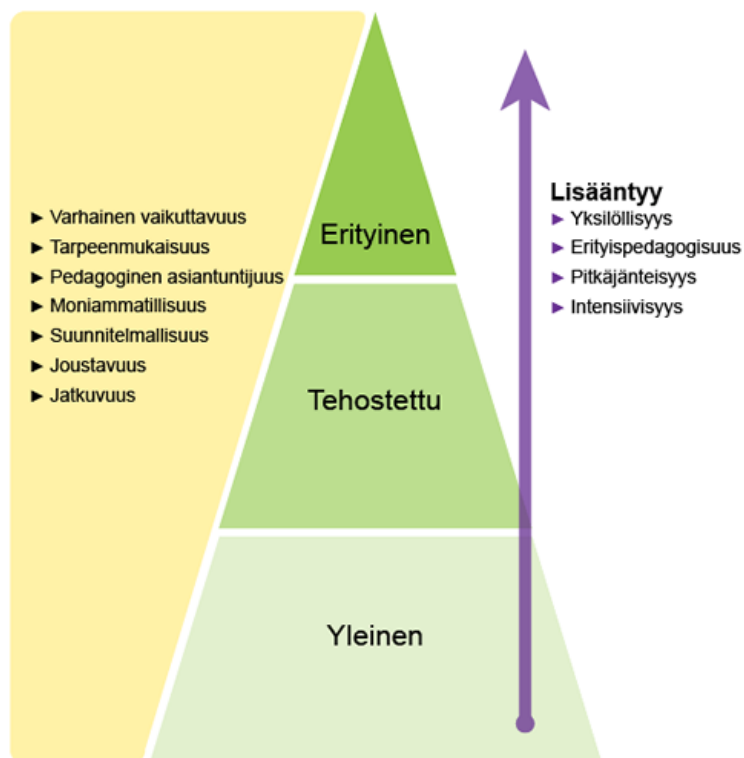 Varhainen vaikuttavuus
Tarpeenmukaisuus
Pedagoginen asiantuntijuus
Moniammatillisuus
Suunnitelmallisuus
Joustavuus
Jatkuvuus
Erityinen
Tehostettu
Yleinen
Lisääntyy
Yksilöllisyys
Erityispedagogisuus
Pitkäjänteisyys
Intensiivisyys